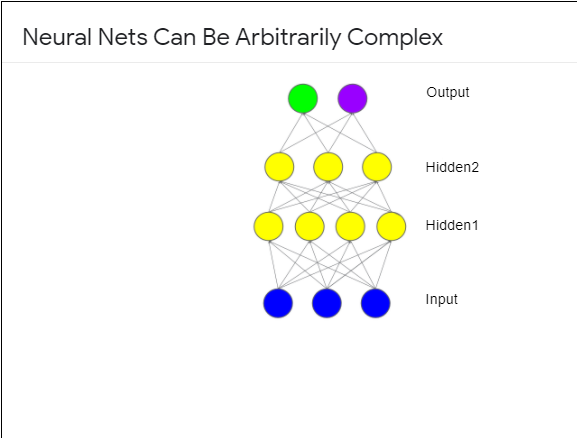 Neural Nets Can Be Arbitrarily Complex
Output
Hidden2
Hidden1
Input